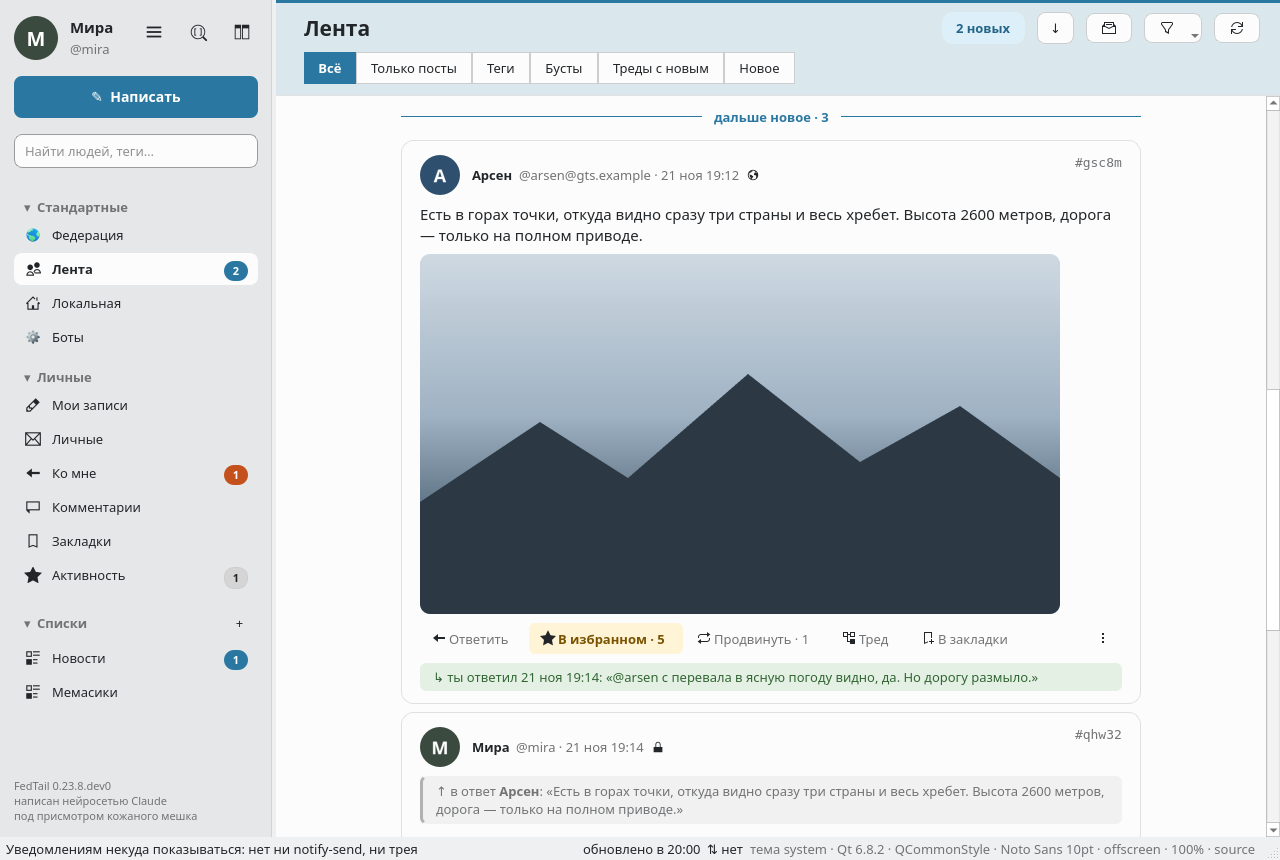 М
Мира
@mira
✎ Написать
Найти людей, теги...
▾ Стандартные
Федерация
Лента
2
Локальная
Боты
▾ Личные
Мои записи
Личные
Ко мне
1
Комментарии
Закладки
Активность
1
▾ Списки
+
Новости
1
Мемасики
FedTail 0.23.8.dev0
написан нейросетью Claude
под присмотром кожаного мешка
Лента
2 новых
↓
Всё
Только посты
Теги
Бусты
Треды с новым
Новое
дальше новое · 3
А
Арсен @arsen@gts.example · 21 ноя 19:12
#gsc8m
Есть в горах точки, откуда видно сразу три страны и весь хребет. Высота 2600 метров, дорога
— только на полном приводе.
Ответить
В избранном · 5
Продвинуть · 1
Тред
В закладки
↳ ты ответил 21 ноя 19:14: «@arsen с перевала в ясную погоду видно, да. Но дорогу размыло.»
М
Мира @mira · 21 ноя 19:14
#qhw32
↑ в ответ Арсен: «Есть в горах точки, откуда видно сразу три страны и весь хребет. Высота 2600 метров,
дорога — только на полном приводе.»
Уведомлениям некуда показываться: нет ни notify-send, ни трея
обновлено в 20:00 ⇅ нет тема system · Qt 6.8.2 · QCommonStyle · Noto Sans 10pt · offscreen · 100% · source